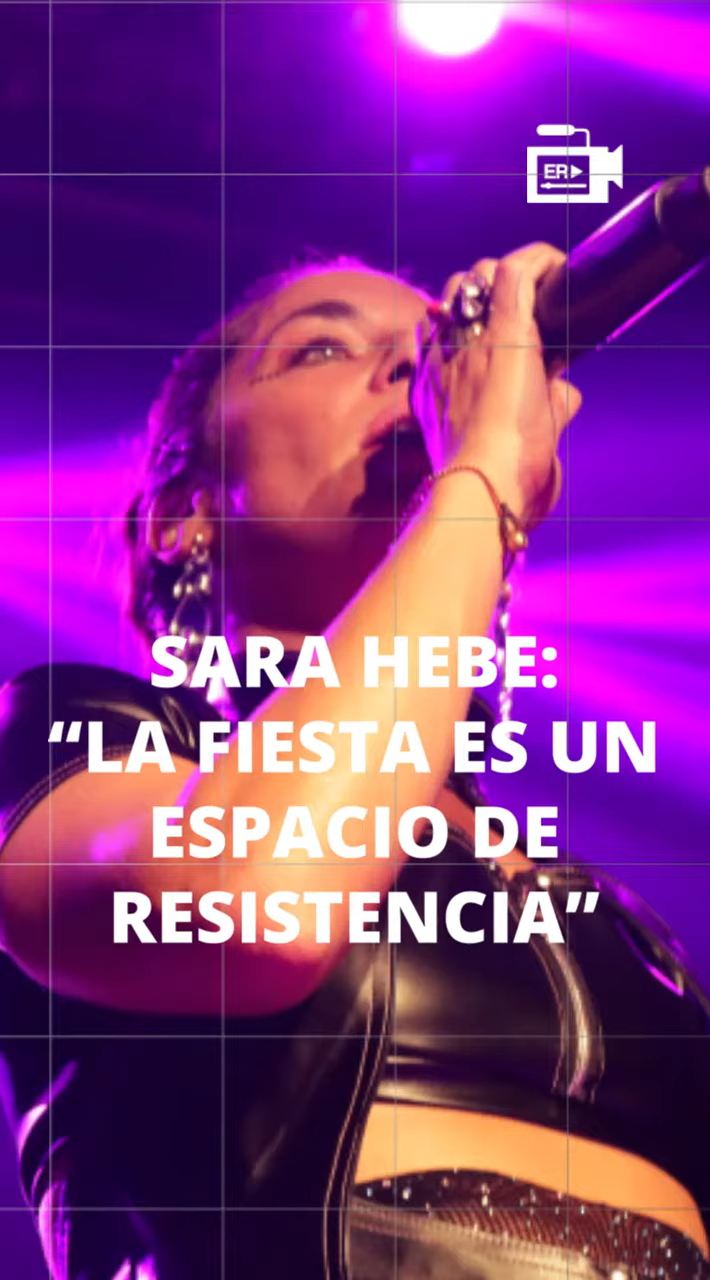 ER
SARA HEBE:
“LA FIESTA ES UN
ESPACIO DE
RESISTENCIA”